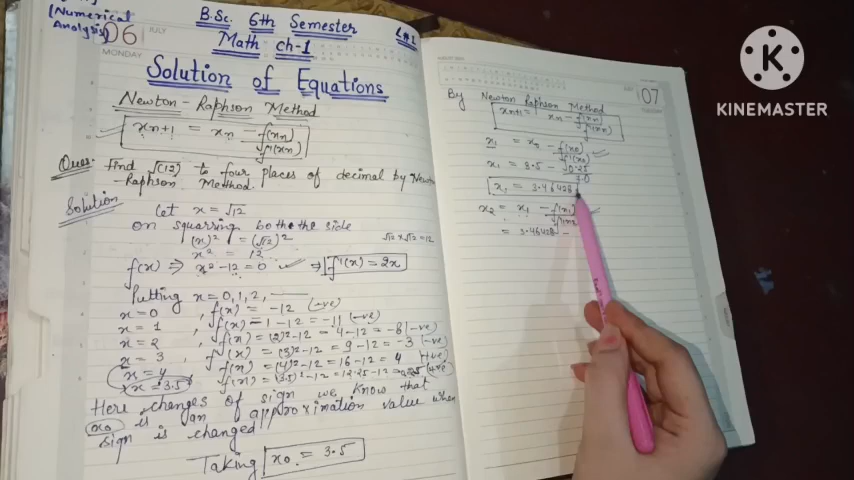 (Numerical
Analysis)
06
JULY
MONDAY
B.Sc. 6th Semester
Math ch-1
Solution of Equations
Newton-Raphson Method
xn+1 = xn - f(xn)
f'(xn)
Ques. find √(12) to four places of decimal by Newton
-Raphson Method.
Solution
Let x = √12
on squarring both the side
(x)² = (√12)²
√12 x √12 = 12
x² = 12
f(x) => x²-12=0 => f'(x) = 2x
Putting x=0,1,2,
x=0 , f(x) = -12 (-ve)
x=1 , f(x) = 1-12 = -11 (-ve)
x=2 , f(x) = (2)²-12 = 4-12 = -8 (-ve)
x=3 , f(x) = (3)²-12 = 9-12 = -3 (-ve)
x=4 f(x) = (4)²-12 = 16-12 = 4 (+ve)
x=3.5 f(x) = (3.5)²-12 = 12.25-12 = 0.25 (+ve)
Here changes of sign we know that
x0 is an approximation value when
sign is changed
Taking x0 = 3.5
07
By Newton Raphson Method
xn+1 = xn - f(xn)
f'(xn)
x1 = x0 - f(x0)
f'(x0)
x1 = 3.5 - 0.25
x1 = 3.46428
x2 = x1 - f(x1)
= 3.46428 -
KINEMASTER